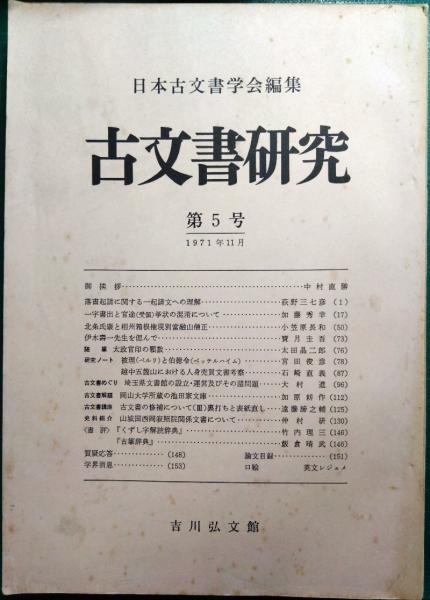 日本古文書学会編集
古文書研究
第5号
1971年11月
御挨拶……中村直勝
落書起請に関する一起請文への理解……荻野三七彦(1)
一字書出と官途(受領)挙状の混淆について……加藤秀幸(17)
北条氏康と相州箱根権現別当融山僧正……小笠原長和(50)
伊木壽一先生を偲んで……寶月圭吾(73)
随筆 太政官印の顆数……太田晶二郎(76)
研究ノート 被理(ペルリ)と伯徳令(ペッテルヘイム)……宮田俊彦(78)
越中五箇山における人身売買文書考察……石崎直義(87)
古文書めぐり 埼玉県文書館の設立・運営及びその諸問題……大村進(96)
古文書解題 岡山大学所蔵の池田家文庫……加原耕作(112)
古文書講座 古文書の修補について(Ⅲ)裏打ちと表紙直し……遠藤諦之輔(125)
史料紹介 山城国西岡寂照院関係文書について……仲村研(130)
〈書評〉『くずし字解読辞典』……竹内理三(146)
『古筆辞典』……飯倉晴武(146)
質疑応答……(148) 論文目録……(151)
学界消息……(153) 口絵 英文レジュメ
吉川弘文館